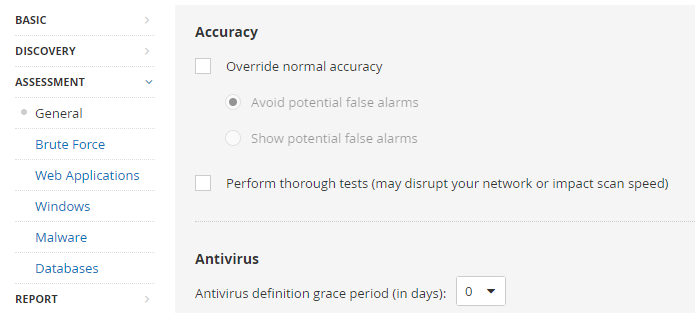 BASIC
DISCOVERY
ASSESSMENT
General
Brute Force
Web Applications
Windows
Malware
Databases
REPORT
Accuracy
Override normal accuracy
Avoid potential false alarms
Show potential false alarms
Perform thorough tests (may disrupt your network or impact scan speed)
Antivirus
Antivirus definition grace period (in days): 0